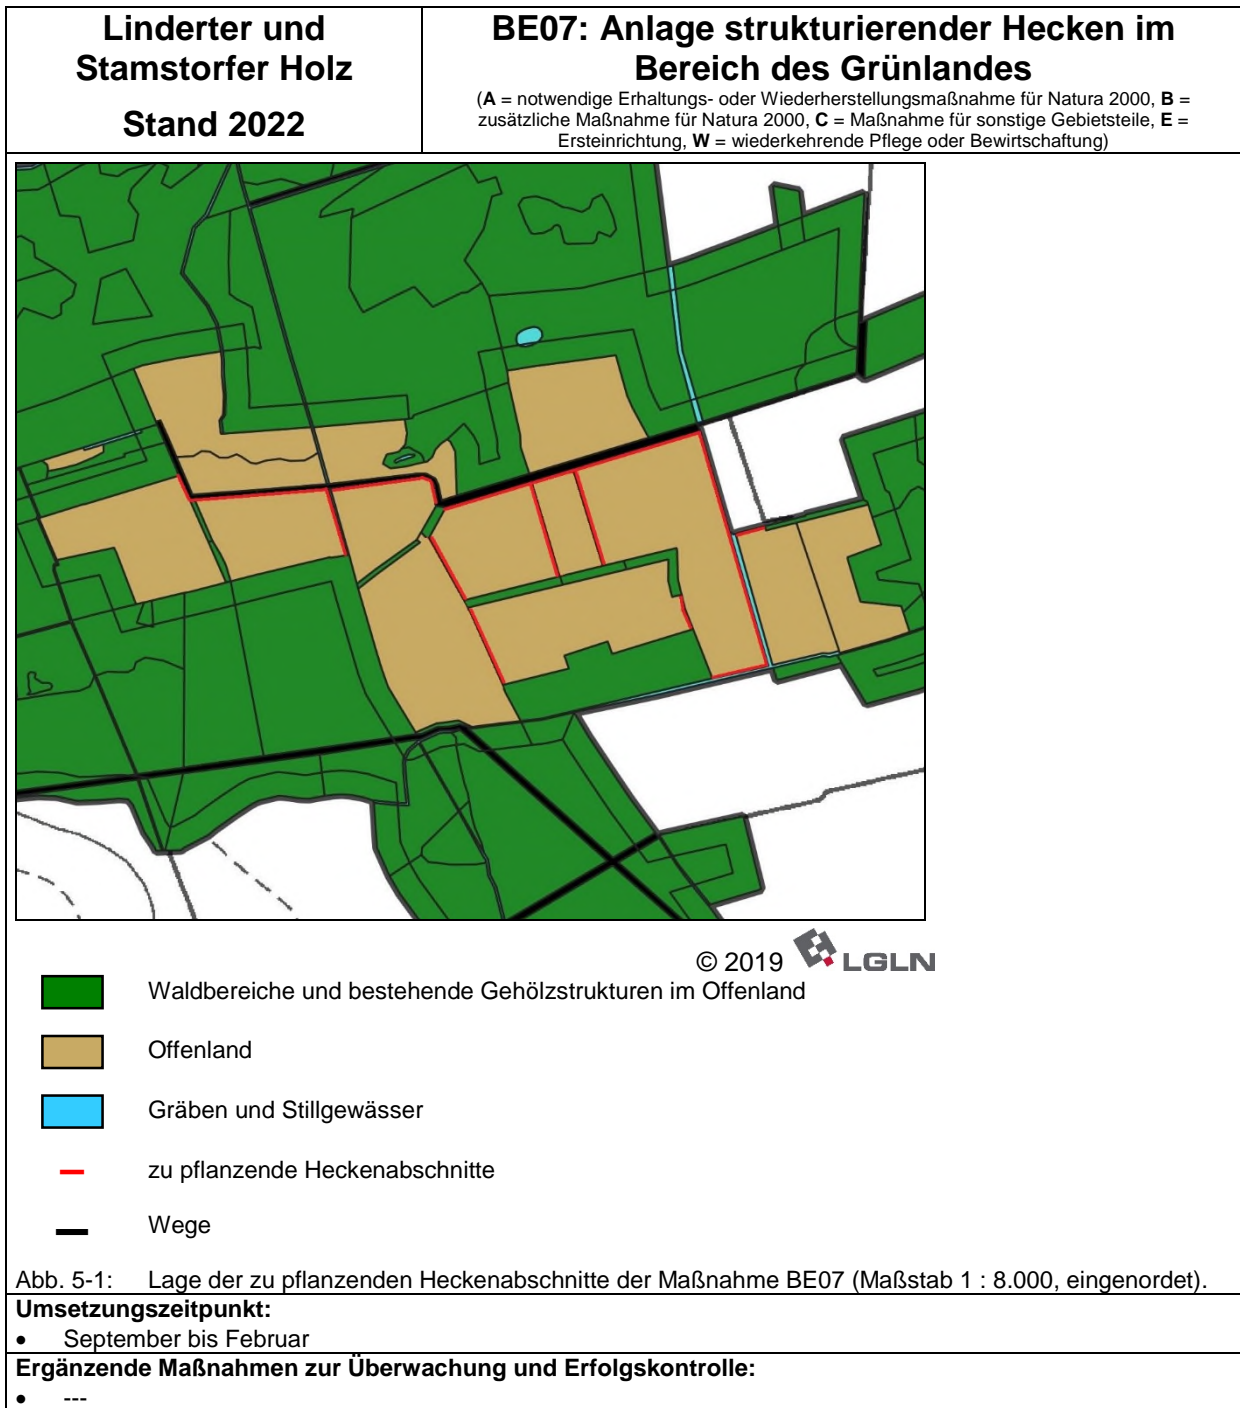 Linderter und
Stamstorfer Holz
Stand 2022
BE07: Anlage strukturierender Hecken im
Bereich des Grünlandes
(A = notwendige Erhaltungs- oder Wiederherstellungsmaßnahme für Natura 2000, B =
zusätzliche Maßnahme für Natura 2000, C = Maßnahme für sonstige Gebietsteile, E =
Ersteinrichtung, W = wiederkehrende Pflege oder Bewirtschaftung)
© 2019 LGLN
Waldbereiche und bestehende Gehölzstrukturen im Offenland
Offenland
Gräben und Stillgewässer
zu pflanzende Heckenabschnitte
Wege
Abb. 5-1: Lage der zu pflanzenden Heckenabschnitte der Maßnahme BE07 (Maßstab 1 : 8.000, eingenordet).
Umsetzungszeitpunkt:
• September bis Februar
Ergänzende Maßnahmen zur Überwachung und Erfolgskontrolle:
• ---